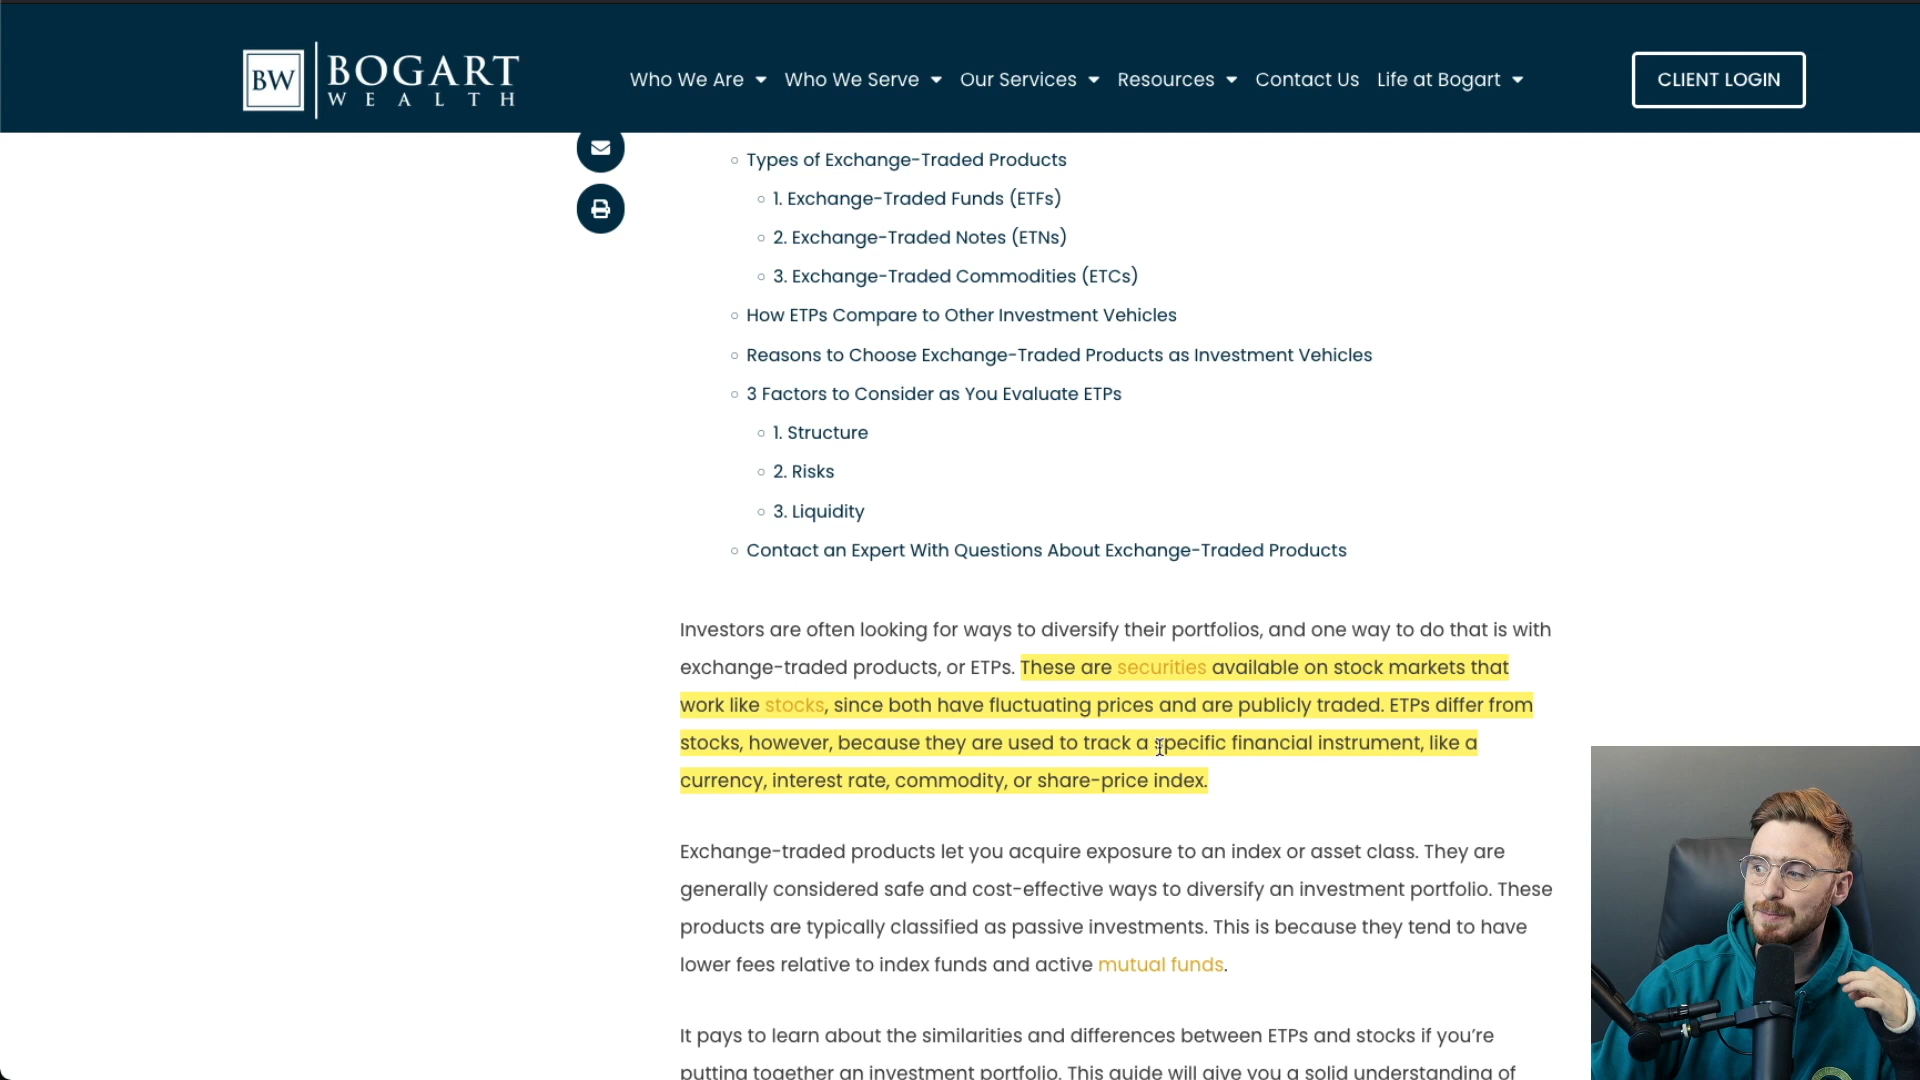 BW BOGART WEALTH
Who We Are Who We Serve Our Services Resources Contact Us Life at Bogart CLIENT LOGIN
Types of Exchange-Traded Products
1. Exchange-Traded Funds (ETFs)
2. Exchange-Traded Notes (ETNs)
3. Exchange-Traded Commodities (ETCs)
How ETPs Compare to Other Investment Vehicles
Reasons to Choose Exchange-Traded Products as Investment Vehicles
3 Factors to Consider as You Evaluate ETPs
1. Structure
2. Risks
3. Liquidity
Contact an Expert With Questions About Exchange-Traded Products
Investors are often looking for ways to diversify their portfolios, and one way to do that is with
exchange-traded products, or ETPs. These are securities available on stock markets that
work like stocks, since both have fluctuating prices and are publicly traded. ETPs differ from
stocks, however, because they are used to track a specific financial instrument, like a
currency, interest rate, commodity, or share-price index.
Exchange-traded products let you acquire exposure to an index or asset class. They are
generally considered safe and cost-effective ways to diversify an investment portfolio. These
products are typically classified as passive investments. This is because they tend to have
lower fees relative to index funds and active mutual funds.
It pays to learn about the similarities and differences between ETPs and stocks if you're
putting together an investment portfolio. This guide will give you a solid understanding of